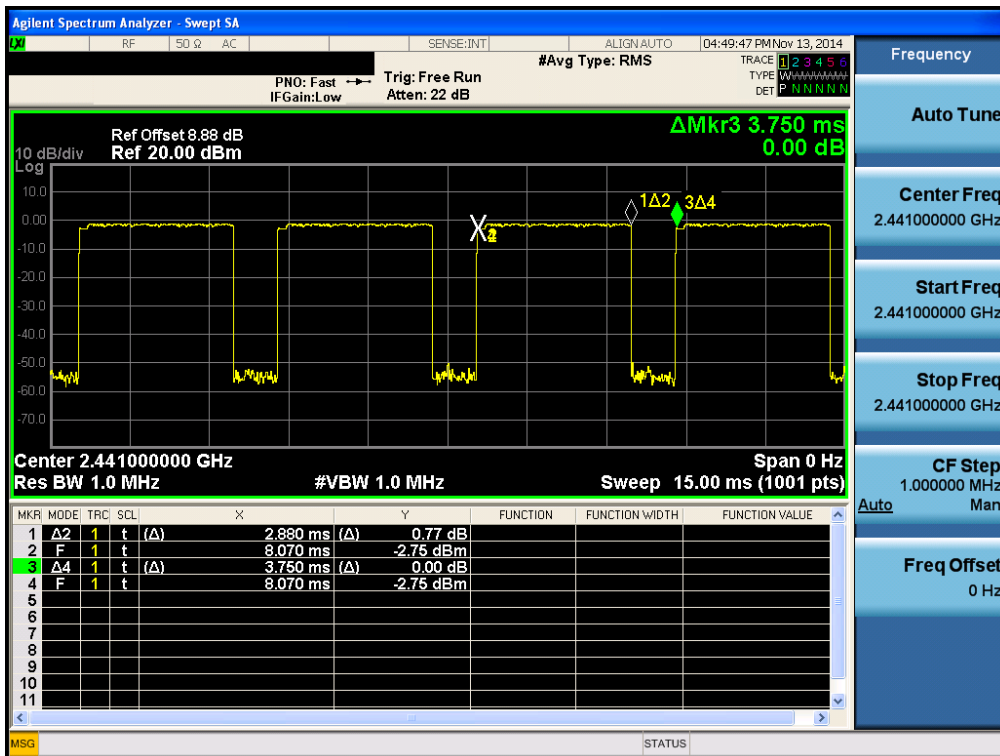 Agilent Spectrum Analyzer - Swept SA
LXI RF 50 Ω AC SENSE:INT ALIGN AUTO 04:49:47 PM Nov 13, 2014
Frequency
#Avg Type: RMS
TRACE 1 2 3 4 5 6
TYPE
DET P N N N N N
PNO: Fast
IFGain:Low
Trig: Free Run
Atten: 22 dB
Auto Tune
ΔMkr3 3.750 ms
0.00 dB
Ref Offset 8.88 dB
10 dB/div Ref 20.00 dBm
Log
10.0
0.00
-10.0
-20.0
-30.0
-40.0
-50.0
-60.0
-70.0
1Δ2 3Δ4
Center Freq
2.441000000 GHz
Start Freq
2.441000000 GHz
Stop Freq
2.441000000 GHz
Center 2.441000000 GHz Span 0 Hz
Res BW 1.0 MHz #VBW 1.0 MHz Sweep 15.00 ms (1001 pts)
CF Step
1.000000 MHz
Auto Man
Freq Offset
0 Hz
MKR MODE TRC SCL X Y FUNCTION FUNCTION WIDTH FUNCTION VALUE
1 Δ2 1 t (Δ) 2.880 ms (Δ) 0.77 dB
2 F 1 t 8.070 ms -2.75 dBm
3 Δ4 1 t (Δ) 3.750 ms (Δ) 0.00 dB
4 F 1 t 8.070 ms -2.75 dBm
5
6
7
8
9
10
11
MSG STATUS